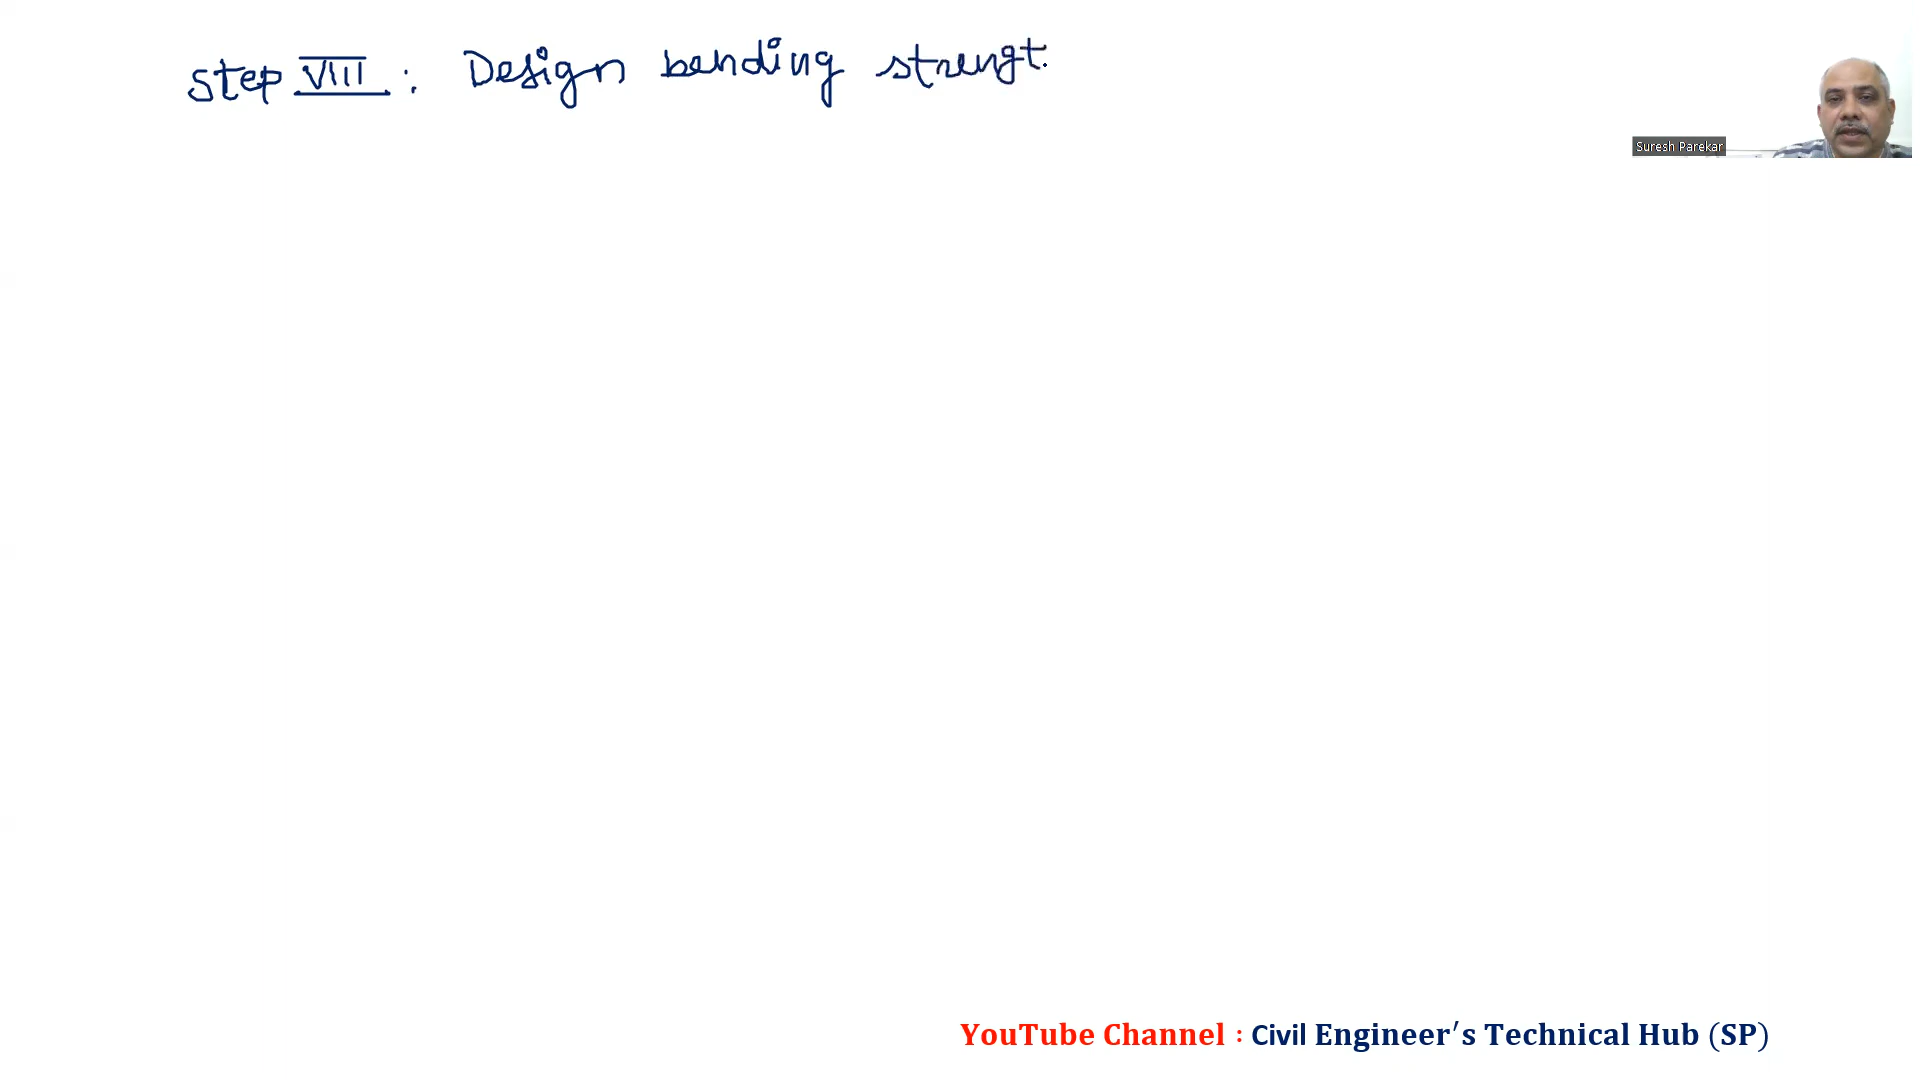 Step VIII : Design bending strengt
Suresh Parekar
YouTube Channel : Civil Engineer's Technical Hub (SP)